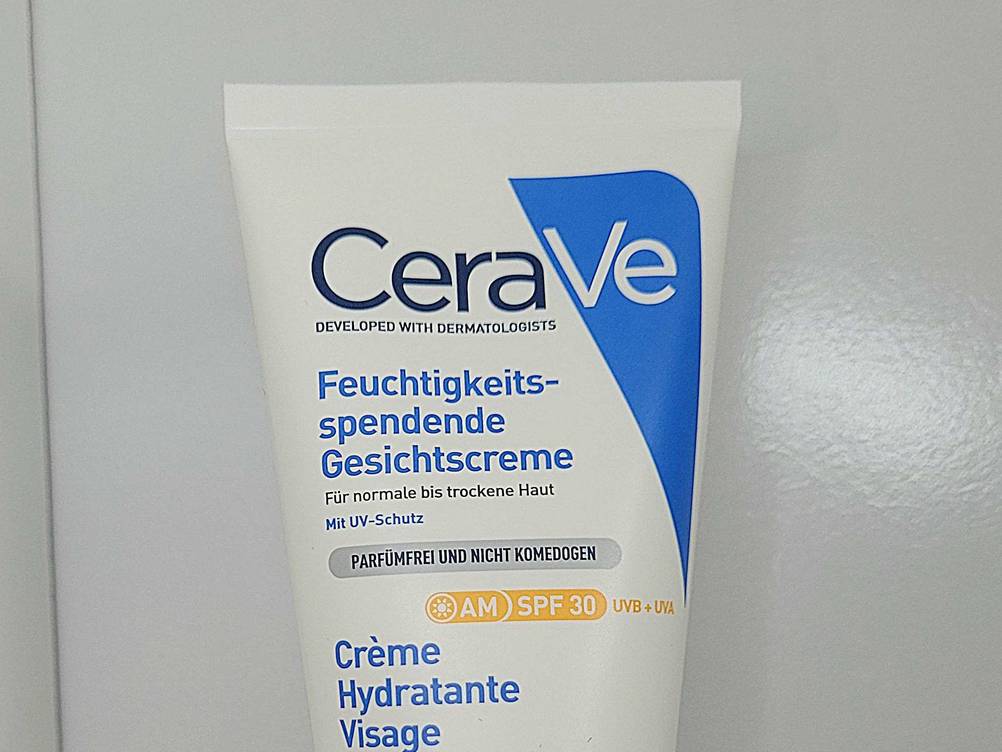 CeraVe
DEVELOPED WITH DERMATOLOGISTS
Feuchtigkeits-
spendende
Gesichtscreme
Für normale bis trockene Haut
Mit UV-Schutz
PARFÜMFREI UND NICHT KOMEDOGEN
AM SPF 30 UVB + UVA
Crème
Hydratante
Visage